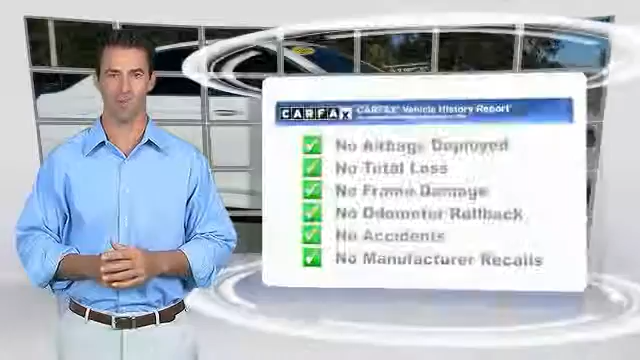 CARFAX CARFAX Vehicle History Report
No Airbags Deployed
No Total Loss
No Frame Damage
No Odometer Rollback
No Accidents
No Manufacturer Recalls